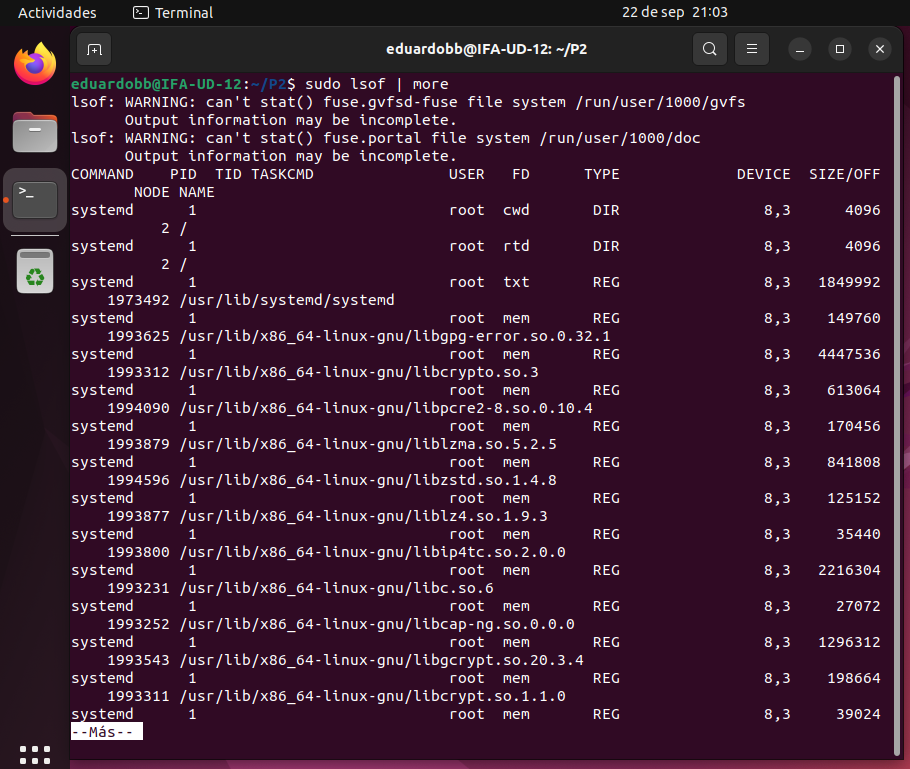 Actividades Terminal 22 de sep 21:03
eduardobb@IFA-UD-12: ~/P2
eduardobb@IFA-UD-12:~/P2$ sudo lsof | more
lsof: WARNING: can't stat() fuse.gvfsd-fuse file system /run/user/1000/gvfs
      Output information may be incomplete.
lsof: WARNING: can't stat() fuse.portal file system /run/user/1000/doc
      Output information may be incomplete.
COMMAND    PID  TID TASKCMD               USER   FD      TYPE             DEVICE  SIZE/OFF
       NODE NAME
systemd      1                            root  cwd       DIR                8,3      4096
          2 /
systemd      1                            root  rtd       DIR                8,3      4096
          2 /
systemd      1                            root  txt       REG                8,3   1849992
    1973492 /usr/lib/systemd/systemd
systemd      1                            root  mem       REG                8,3    149760
    1993625 /usr/lib/x86_64-linux-gnu/libgpg-error.so.0.32.1
systemd      1                            root  mem       REG                8,3   4447536
    1993312 /usr/lib/x86_64-linux-gnu/libcrypto.so.3
systemd      1                            root  mem       REG                8,3    613064
    1994090 /usr/lib/x86_64-linux-gnu/libpcre2-8.so.0.10.4
systemd      1                            root  mem       REG                8,3    170456
    1993879 /usr/lib/x86_64-linux-gnu/liblzma.so.5.2.5
systemd      1                            root  mem       REG                8,3    841808
    1994596 /usr/lib/x86_64-linux-gnu/libzstd.so.1.4.8
systemd      1                            root  mem       REG                8,3    125152
    1993877 /usr/lib/x86_64-linux-gnu/liblz4.so.1.9.3
systemd      1                            root  mem       REG                8,3     35440
    1993800 /usr/lib/x86_64-linux-gnu/libip4tc.so.2.0.0
systemd      1                            root  mem       REG                8,3   2216304
    1993231 /usr/lib/x86_64-linux-gnu/libc.so.6
systemd      1                            root  mem       REG                8,3     27072
    1993252 /usr/lib/x86_64-linux-gnu/libcap-ng.so.0.0.0
systemd      1                            root  mem       REG                8,3   1296312
    1993543 /usr/lib/x86_64-linux-gnu/libgcrypt.so.20.3.4
systemd      1                            root  mem       REG                8,3    198664
    1993311 /usr/lib/x86_64-linux-gnu/libcrypt.so.1.1.0
systemd      1                            root  mem       REG                8,3     39024
--Más--